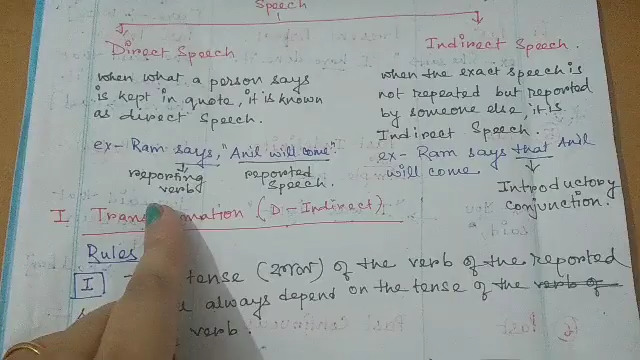 Speech
Direct Speech
when what a person says
is kept in quote, it is known
as direct Speech.
ex- Ram says, "Anil will come".
reporting
verb
reported
Speech.
Indirect Speech.
when the exact speech is
not repeated but reported
by someone else, it is
Indirect Speech.
ex- Ram says that Anil
will come
Introductory
Conjunction.
I (D-Indirect)
Rules
I tense of the verb of the reported
always depend on the tense of the verb of
verb.